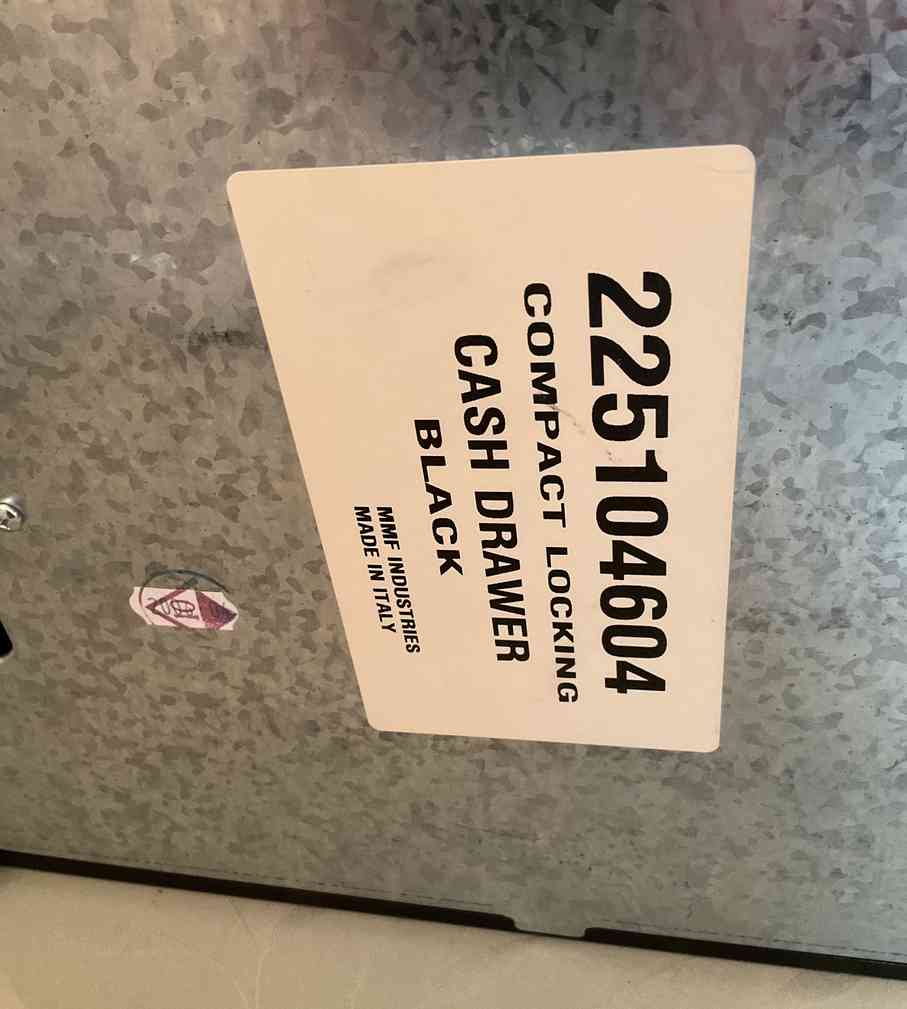 225104604
COMPACT LOCKING
CASH DRAWER
BLACK
MMF INDUSTRIES
MADE IN ITALY